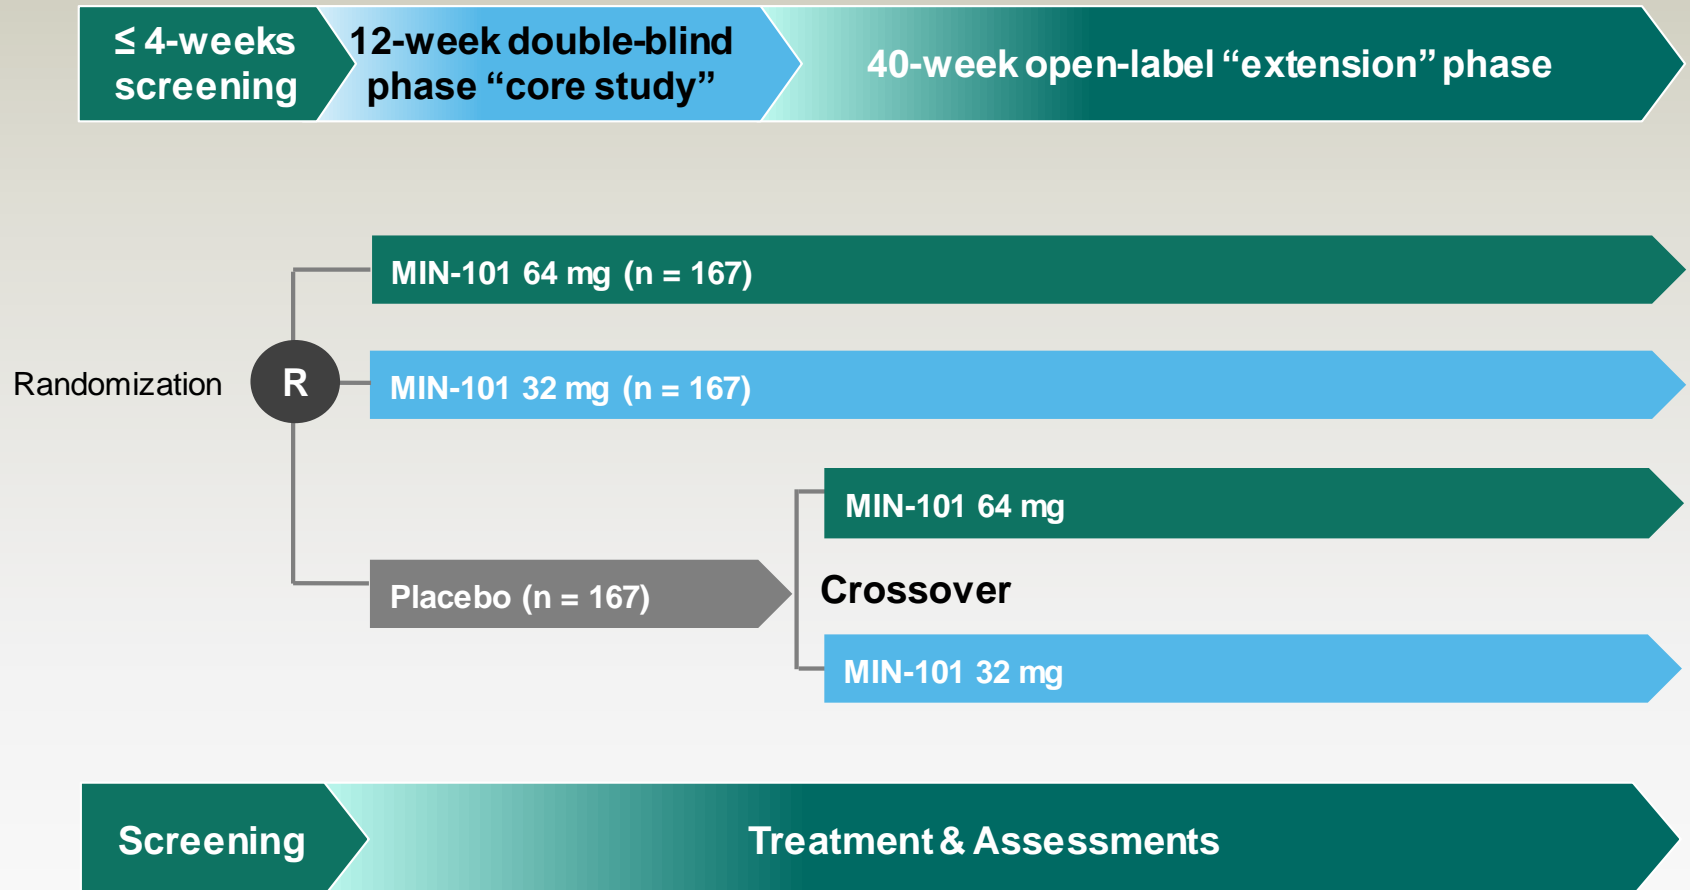 ≤ 4-weeks
screening
12-week double-blind
phase “core study”
40-week open-label “extension” phase
MIN-101 64 mg (n = 167)
Randomization
R
MIN-101 32 mg (n = 167)
MIN-101 64 mg
Placebo (n = 167)
Crossover
MIN-101 32 mg
Screening
Treatment & Assessments